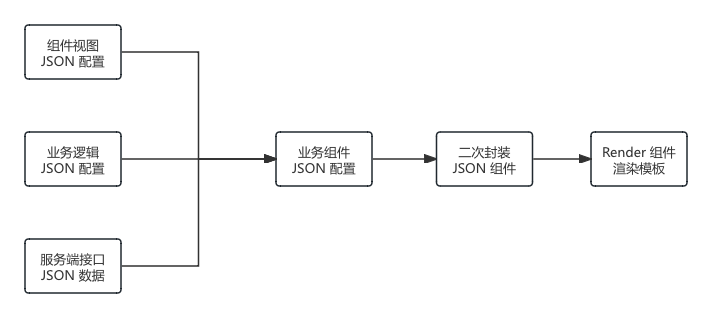 组件视图
JSON 配置
业务逻辑
JSON 配置
服务端接口
JSON 数据
业务组件
JSON 配置
二次封装
JSON 组件
Render 组件
渲染模板